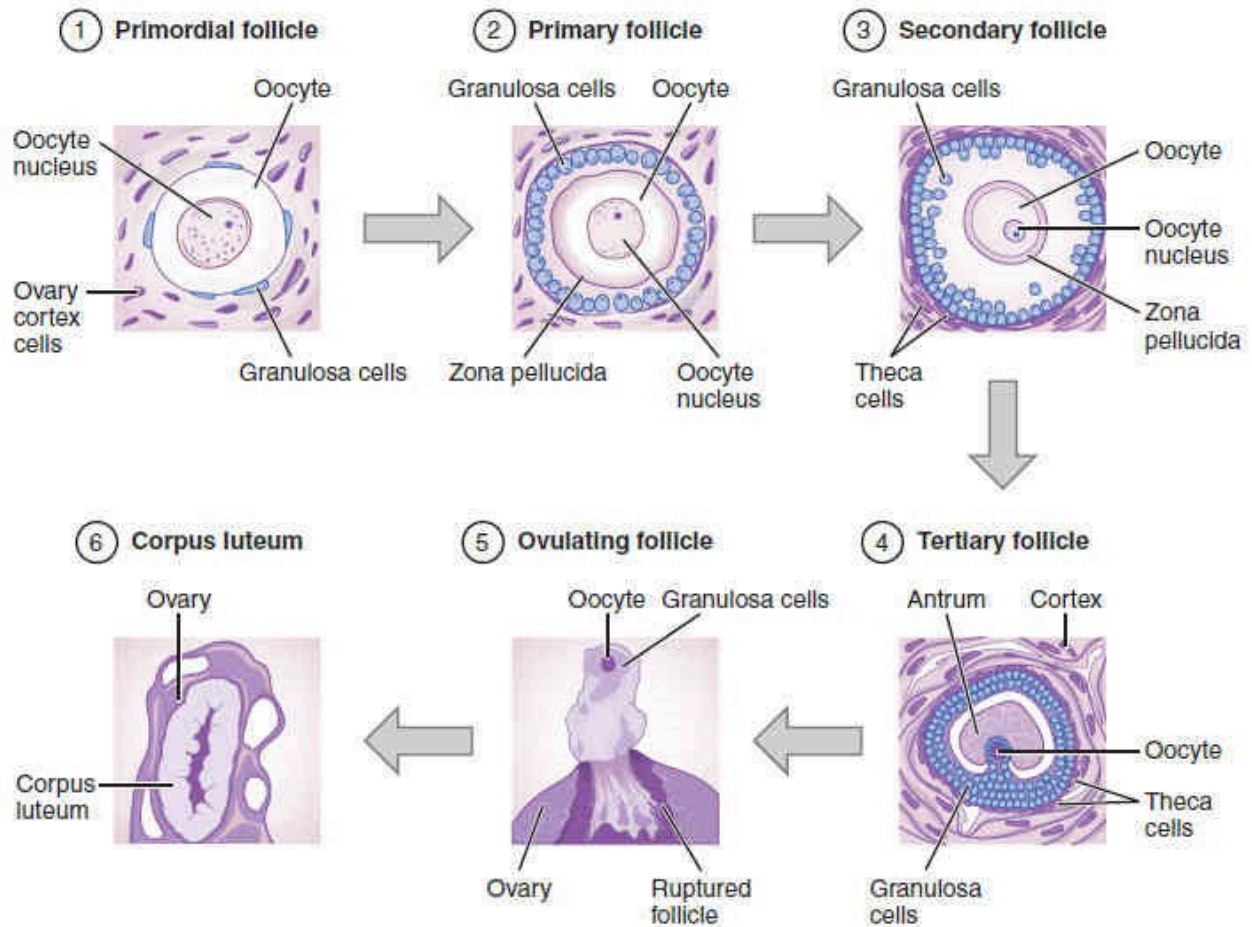 1 Primordial follicle
Oocyte
Oocyte
nucleus
Ovary
cortex
cells
Granulosa cells
2 Primary follicle
Granulosa cells Oocyte
Zona pellucida
Oocyte
nucleus
3 Secondary follicle
Granulosa cells
Oocyte
Oocyte
nucleus
Zona
pellucida
Theca
cells
4 Tertiary follicle
Antrum Cortex
Oocyte
Theca
cells
Granulosa
cells
5 Ovulating follicle
Oocyte Granulosa cells
Ovary
Ruptured
follicle
6 Corpus luteum
Ovary
Corpus
luteum